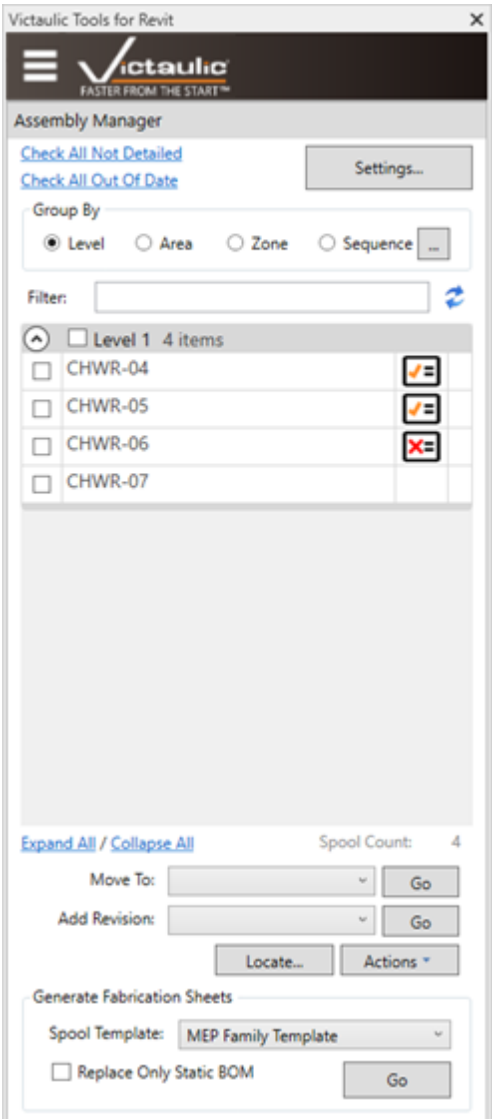 Victaulic Tools for Revit
Victaulic
FASTER FROM THE START™
Assembly Manager
Check All Not Detailed
Settings...
Check All Out Of Date
Group By
Level Area Zone Sequence ...
Filter:
Level 1 4 items
CHWR-04
CHWR-05
CHWR-06
CHWR-07
Expand All / Collapse All Spool Count: 4
Move To: Go
Add Revision: Go
Locate... Actions
Generate Fabrication Sheets
Spool Template: MEP Family Template
Replace Only Static BOM Go